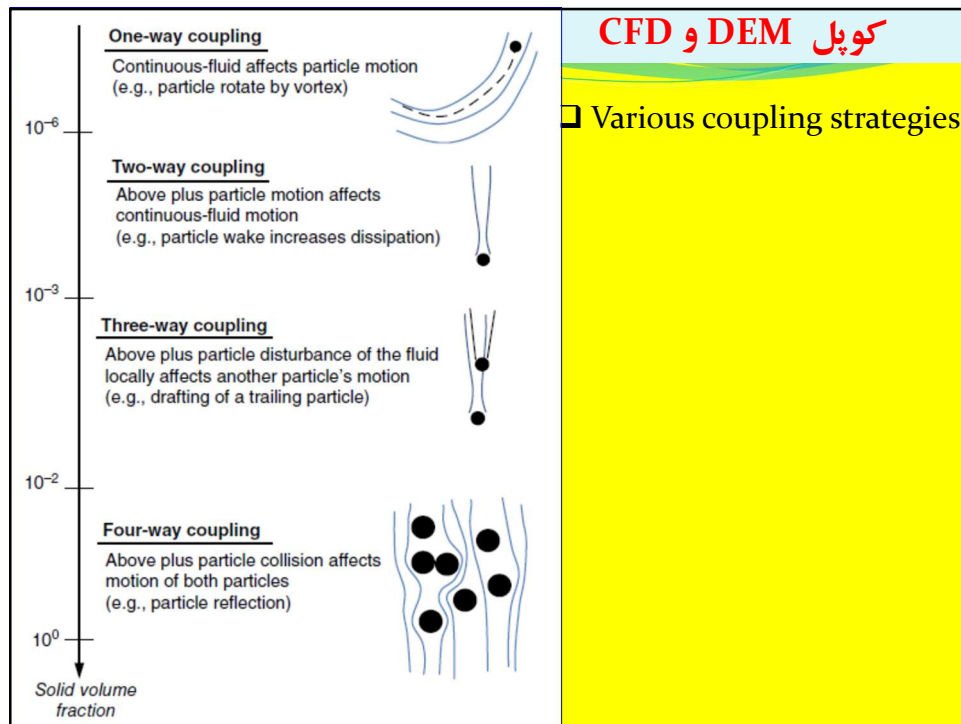 کوپل DEM و CFD
❑ Various coupling strategies
One-way coupling
Continuous-fluid affects particle motion
(e.g., particle rotate by vortex)
10⁻⁶
Two-way coupling
Above plus particle motion affects
continuous-fluid motion
(e.g., particle wake increases dissipation)
10⁻³
Three-way coupling
Above plus particle disturbance of the fluid
locally affects another particle's motion
(e.g., drafting of a trailing particle)
10⁻²
Four-way coupling
Above plus particle collision affects
motion of both particles
(e.g., particle reflection)
10⁰
Solid volume
fraction